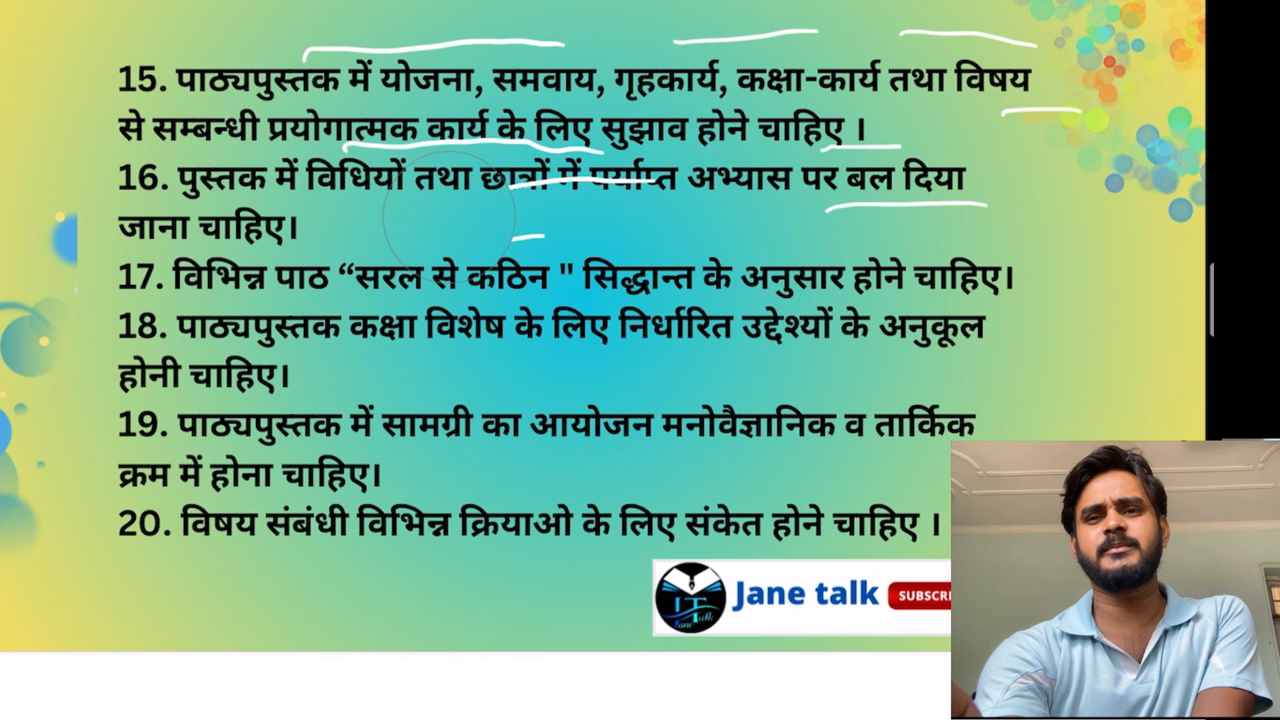 15. पाठ्यपुस्तक में योजना, समवाय, गृहकार्य, कक्षा-कार्य तथा विषय
से सम्बन्धी प्रयोगात्मक कार्य के लिए सुझाव होने चाहिए ।
16. पुस्तक में विधियों तथा छात्रों में पर्याप्त अभ्यास पर बल दिया
जाना चाहिए।
17. विभिन्न पाठ “सरल से कठिन " सिद्धान्त के अनुसार होने चाहिए।
18. पाठ्यपुस्तक कक्षा विशेष के लिए निर्धारित उद्देश्यों के अनुकूल
होनी चाहिए।
19. पाठ्यपुस्तक में सामग्री का आयोजन मनोवैज्ञानिक व तार्किक
क्रम में होना चाहिए।
20. विषय संबंधी विभिन्न क्रियाओ के लिए संकेत होने चाहिए ।
Jane talk SUBSCRI